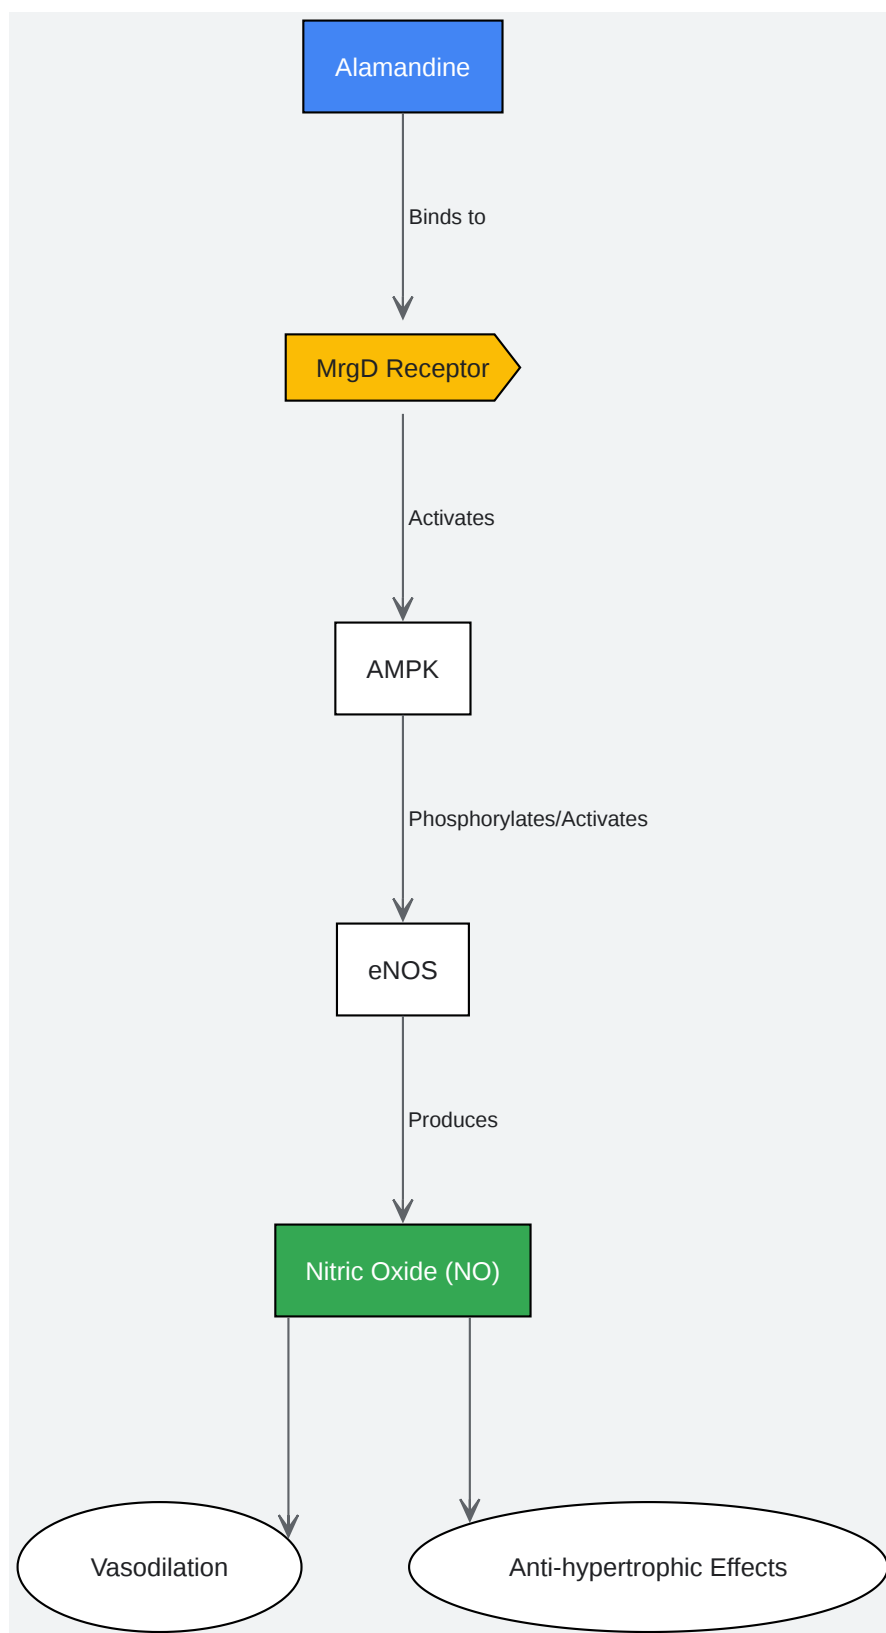 Alamandine
Binds to
MrgD Receptor
Activates
AMPK
Phosphorylates/Activates
eNOS
Produces
Nitric Oxide (NO)
Vasodilation
Anti-hypertrophic Effects